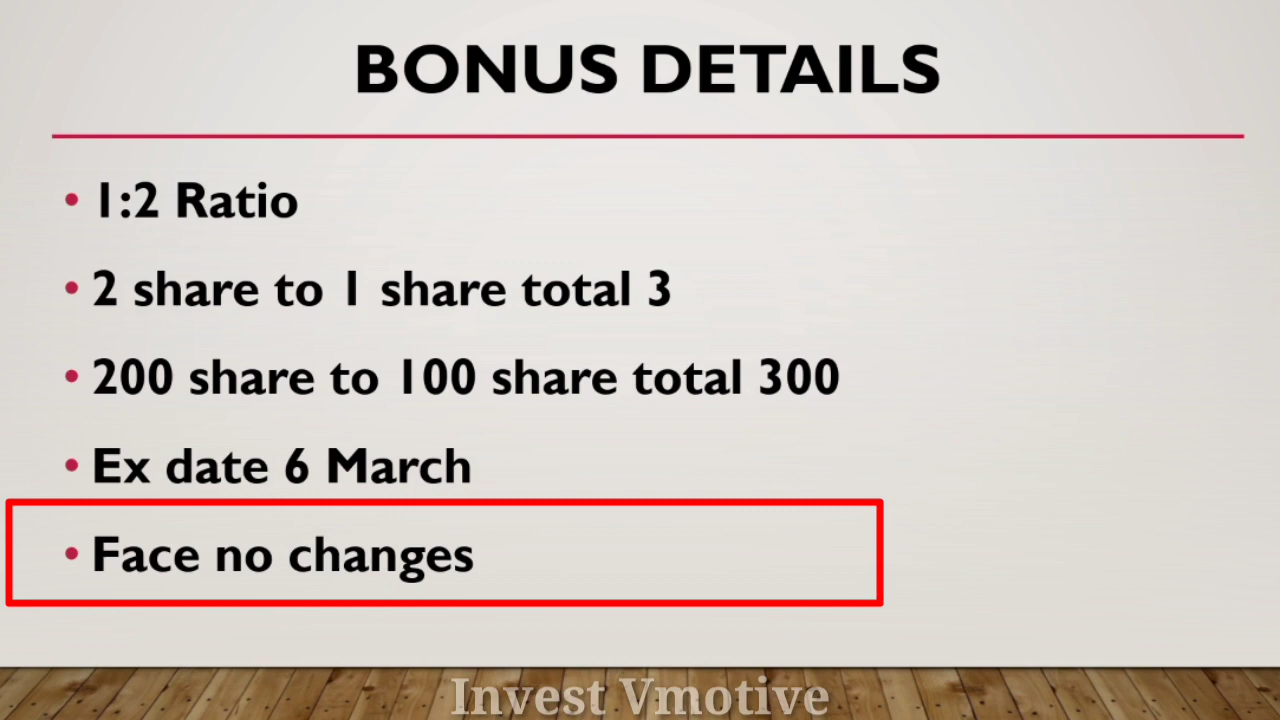 BONUS DETAILS
• 1:2 Ratio
• 2 share to 1 share total 3
• 200 share to 100 share total 300
• Ex date 6 March
• Face no changes
Invest Vmotive